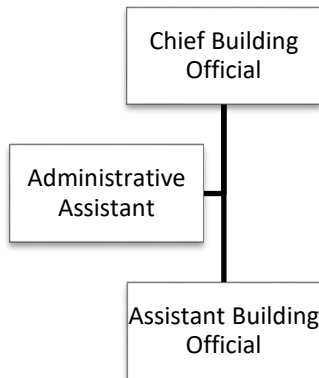 Chief Building
Official
Administrative
Assistant
Assistant Building
Official